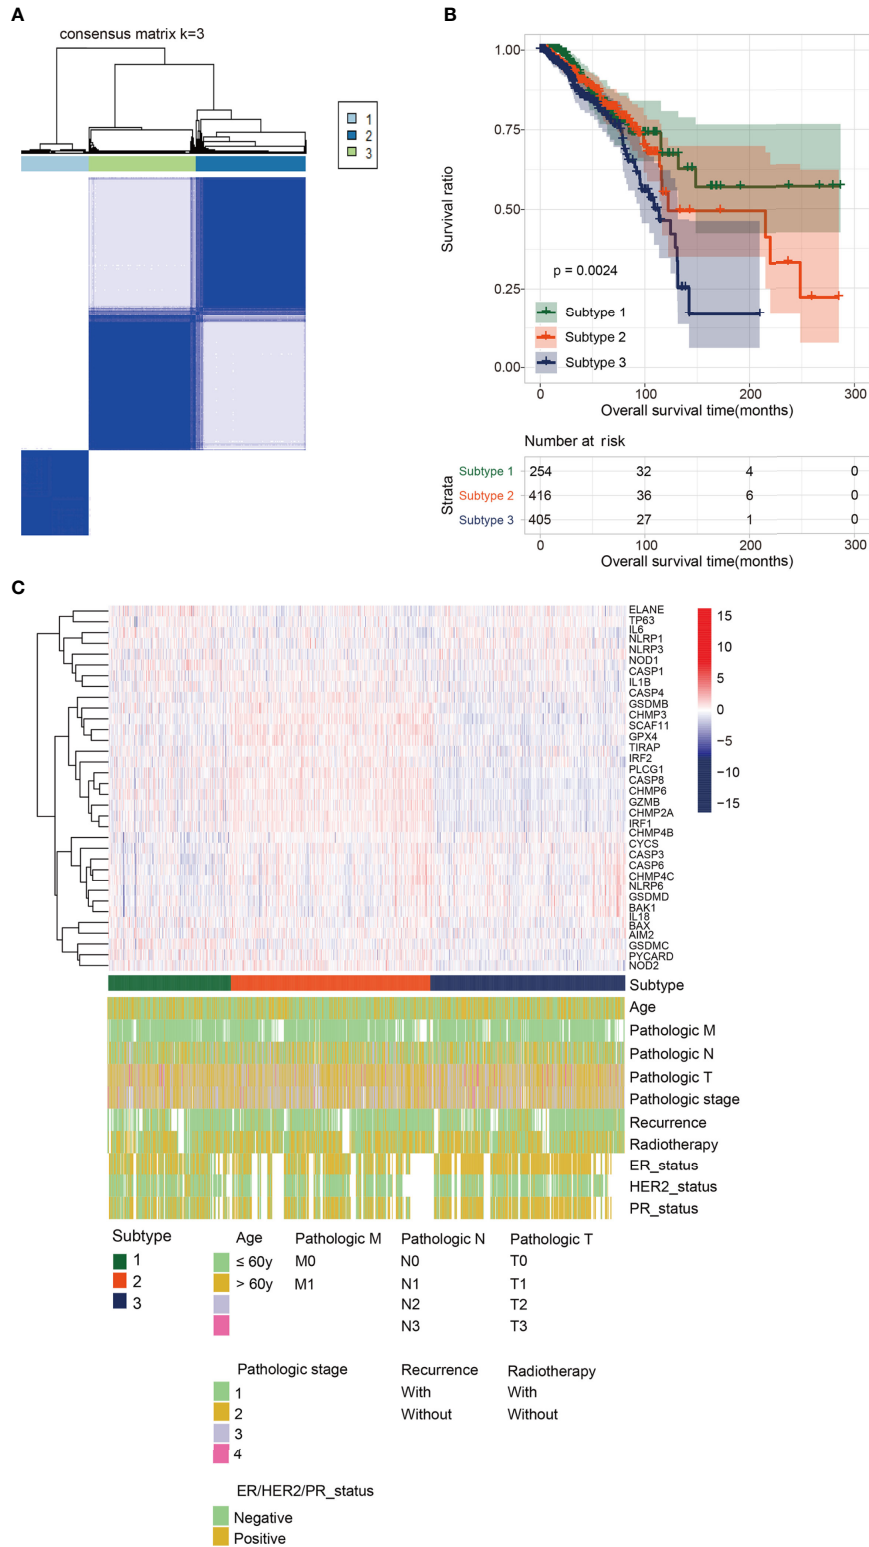 A
consensus matrix k=3
1
2
3
B
1.00
0.75
0.50
0.25
0.00
Survival ratio
p = 0.0024
Subtype 1
Subtype 2
Subtype 3
0 100 200 300
Overall survival time(months)
Number at risk
Strata
Subtype 1 254 32 4 0
Subtype 2 416 36 6 0
Subtype 3 405 27 1 0
0 100 200 300
Overall survival time(months)
C
ELANE
TP63
IL6
NLRP1
NLRP3
NOD1
CASP1
IL1B
CASP4
GSDMB
CHMP3
SCAF11
GPX4
TIRAP
IRF2
PLCG1
CASP8
CHMP6
GZMB
CHMP2A
IRF1
CHMP4B
CYCS
CASP3
CASP6
CHMP4C
NLRP6
GSDMD
BAK1
IL18
BAX
AIM2
GSDMC
PYCARD
NOD2
15
10
5
0
−5
−10
−15
Subtype
Age
Pathologic M
Pathologic N
Pathologic T
Pathologic stage
Recurrence
Radiotherapy
ER_status
HER2_status
PR_status
Subtype
1
2
3
Age Pathologic M Pathologic N Pathologic T
≤ 60y M0 N0 T0
> 60y M1 N1 T1
N2 T2
N3 T3
Pathologic stage Recurrence Radiotherapy
1 With With
2 Without Without
3
4
ER/HER2/PR_status
Negative
Positive